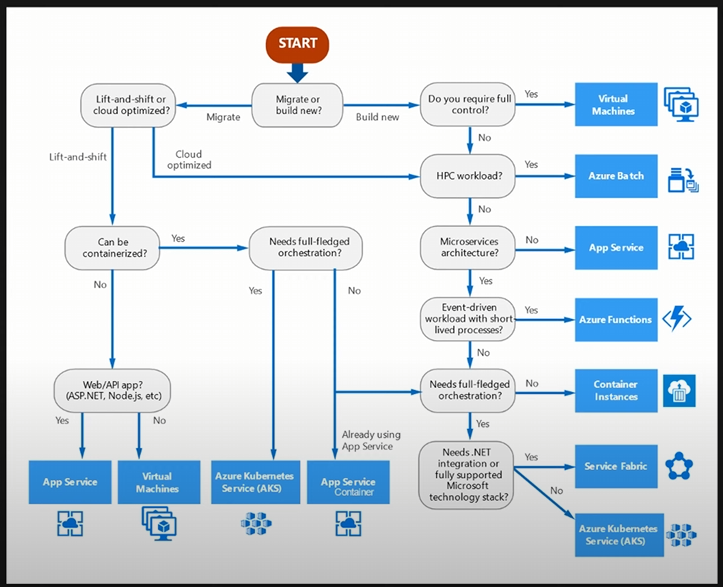 START
Lift-and-shift or
cloud optimized?
Migrate
Migrate or
build new?
Build new
Do you require full
control?
Yes
Virtual
Machines
No
Lift-and-shift
Cloud
optimized
HPC workload?
Yes
Azure Batch
No
Can be
containerized?
Yes
Needs full-fledged
orchestration?
Microservices
architecture?
No
App Service
No
Yes
No
Yes
Event-driven
workload with short
lived processes?
Yes
Azure Functions
No
Web/API app?
(ASP.NET, Node.js, etc)
Needs full-fledged
orchestration?
No
Container
Instances
Yes
No
Already using
App Service
Yes
App Service
Virtual
Machines
Azure Kubernetes
Service (AKS)
App Service
Container
Needs .NET
integration or
fully supported
Microsoft
technology stack?
Yes
Service Fabric
No
Azure Kubernetes
Service (AKS)